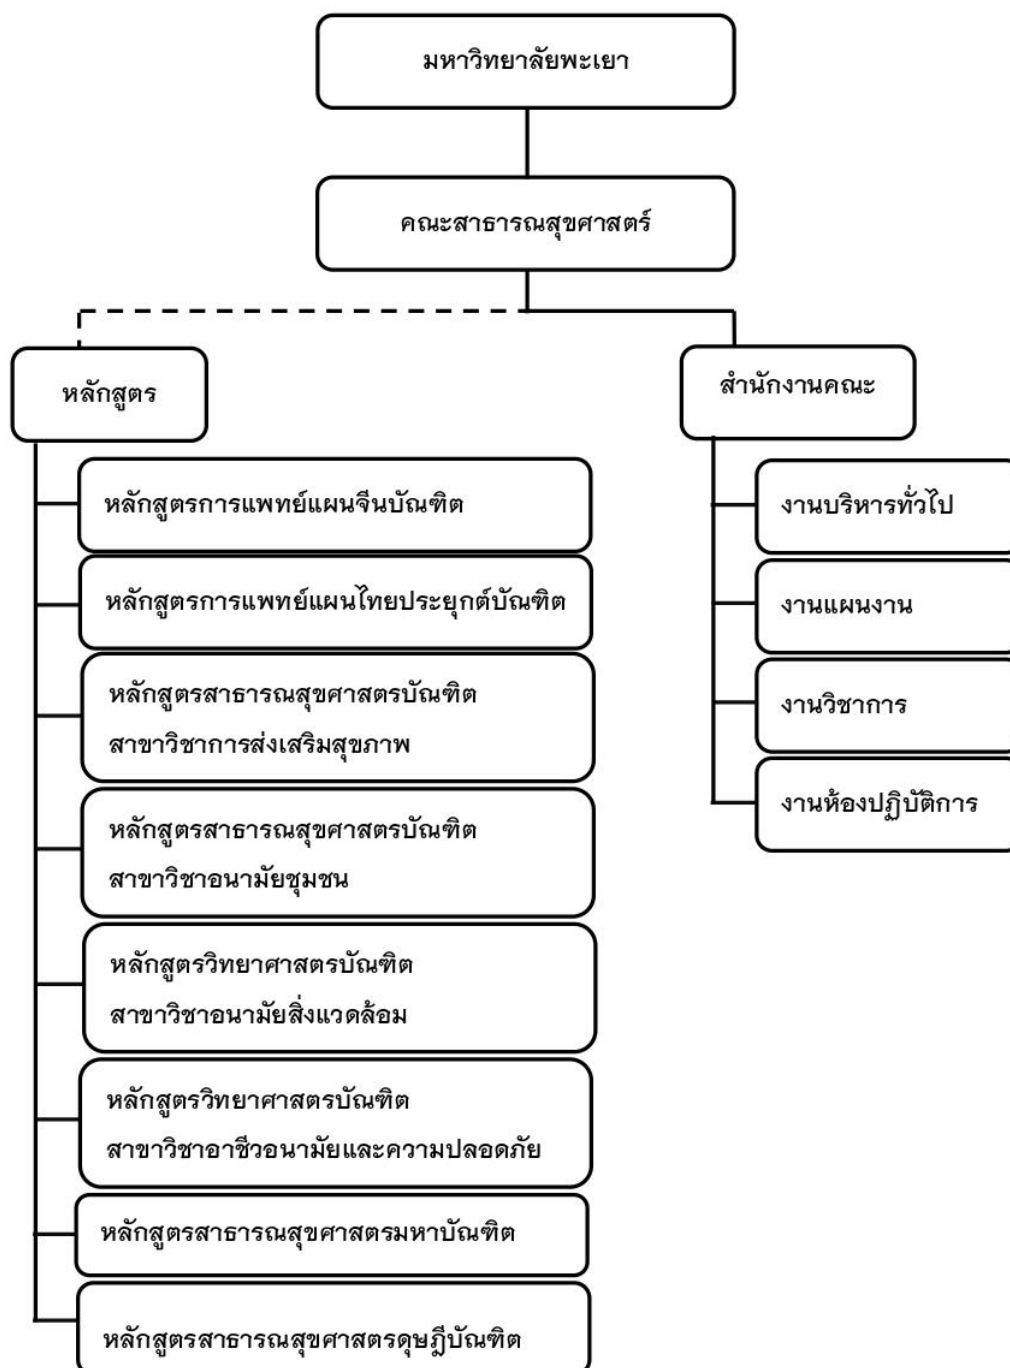 มหาวิทยาลัยพะเยา
คณะสาธารณสุขศาสตร์
หลักสูตร
หลักสูตรการแพทย์แผนจีนบัณฑิต
หลักสูตรการแพทย์แผนไทยประยุกต์บัณฑิต
หลักสูตรสาธารณสุขศาสตรบัณฑิต
สาขาวิชาการส่งเสริมสุขภาพ
หลักสูตรสาธารณสุขศาสตรบัณฑิต
สาขาวิชาอนามัยชุมชน
หลักสูตรวิทยาศาสตรบัณฑิต
สาขาวิชาอนามัยสิ่งแวดล้อม
หลักสูตรวิทยาศาสตรบัณฑิต
สาขาวิชาอาชีวอนามัยและความปลอดภัย
หลักสูตรสาธารณสุขศาสตรมหาบัณฑิต
หลักสูตรสาธารณสุขศาสตรดุษฎีบัณฑิต
สำนักงานคณะ
งานบริหารทั่วไป
งานแผนงาน
งานวิชาการ
งานห้องปฏิบัติการ